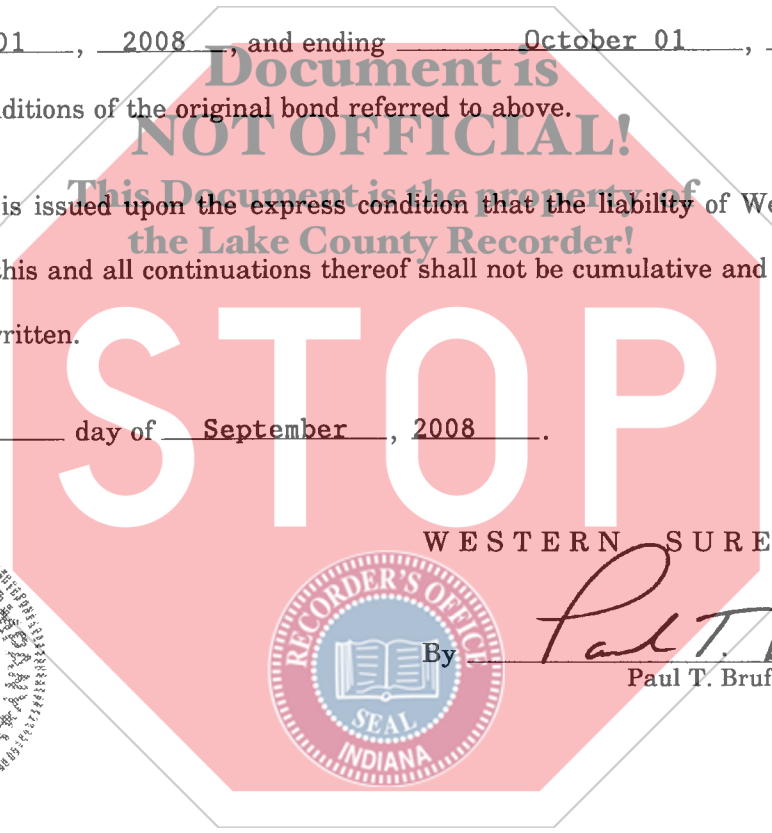 01 , 2008 , and ending October 01 ,
Document is
ditions of the original bond referred to above.
NOT OFFICIAL!
This Document is the property of
is issued upon the express condition that the liability of We
the Lake County Recorder!
this and all continuations thereof shall not be cumulative and
ritten.
STOP
day of September , 2008 .
WESTERN SURE
RECORDER'S OFFICE
SEAL
INDIANA
By Paul T.
Paul T. Bruf